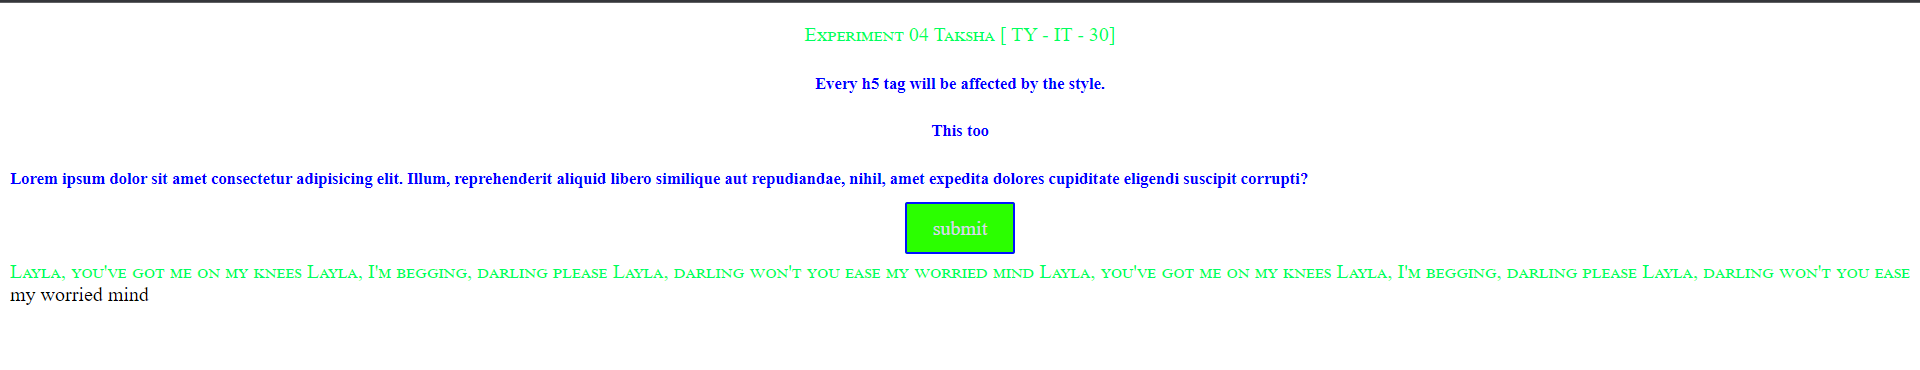 Experiment 04 Taksha [ TY - IT - 30]
Every h5 tag will be affected by the style.
This too
Lorem ipsum dolor sit amet consectetur adipisicing elit. Illum, reprehenderit aliquid libero similique aut repudiandae, nihil, amet expedita dolores cupiditate eligendi suscipit corrupti?
submit
Layla, you've got me on my knees Layla, I'm begging, darling please Layla, darling won't you ease my worried mind Layla, you've got me on my knees Layla, I'm begging, darling please Layla, darling won't you ease
my worried mind